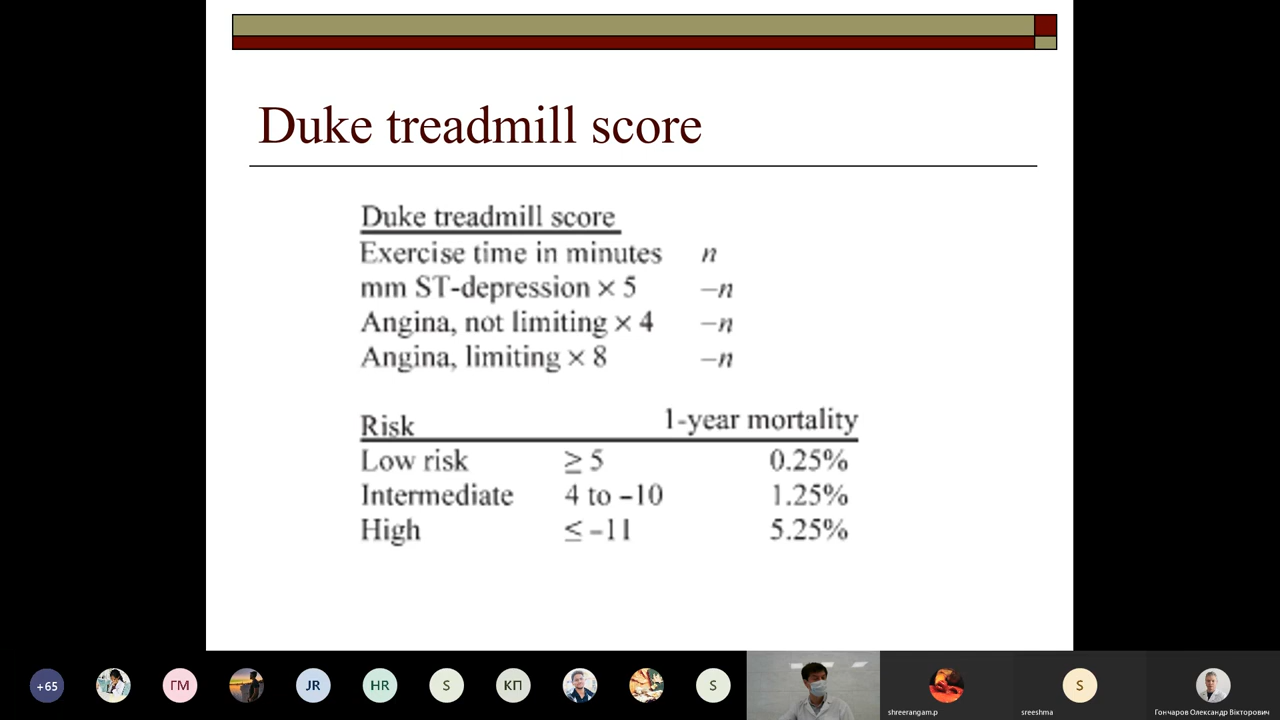 Duke treadmill score
Duke treadmill score
Exercise time in minutes n
mm ST-depression × 5 –n
Angina, not limiting × 4 –n
Angina, limiting × 8 –n
Risk 1-year mortality
Low risk ≥ 5 0.25%
Intermediate 4 to –10 1.25%
High ≤ –11 5.25%
+65 ГМ JR HR S КП S S
shreerangam.p sreeshma Гончаров Олександр Вікторович